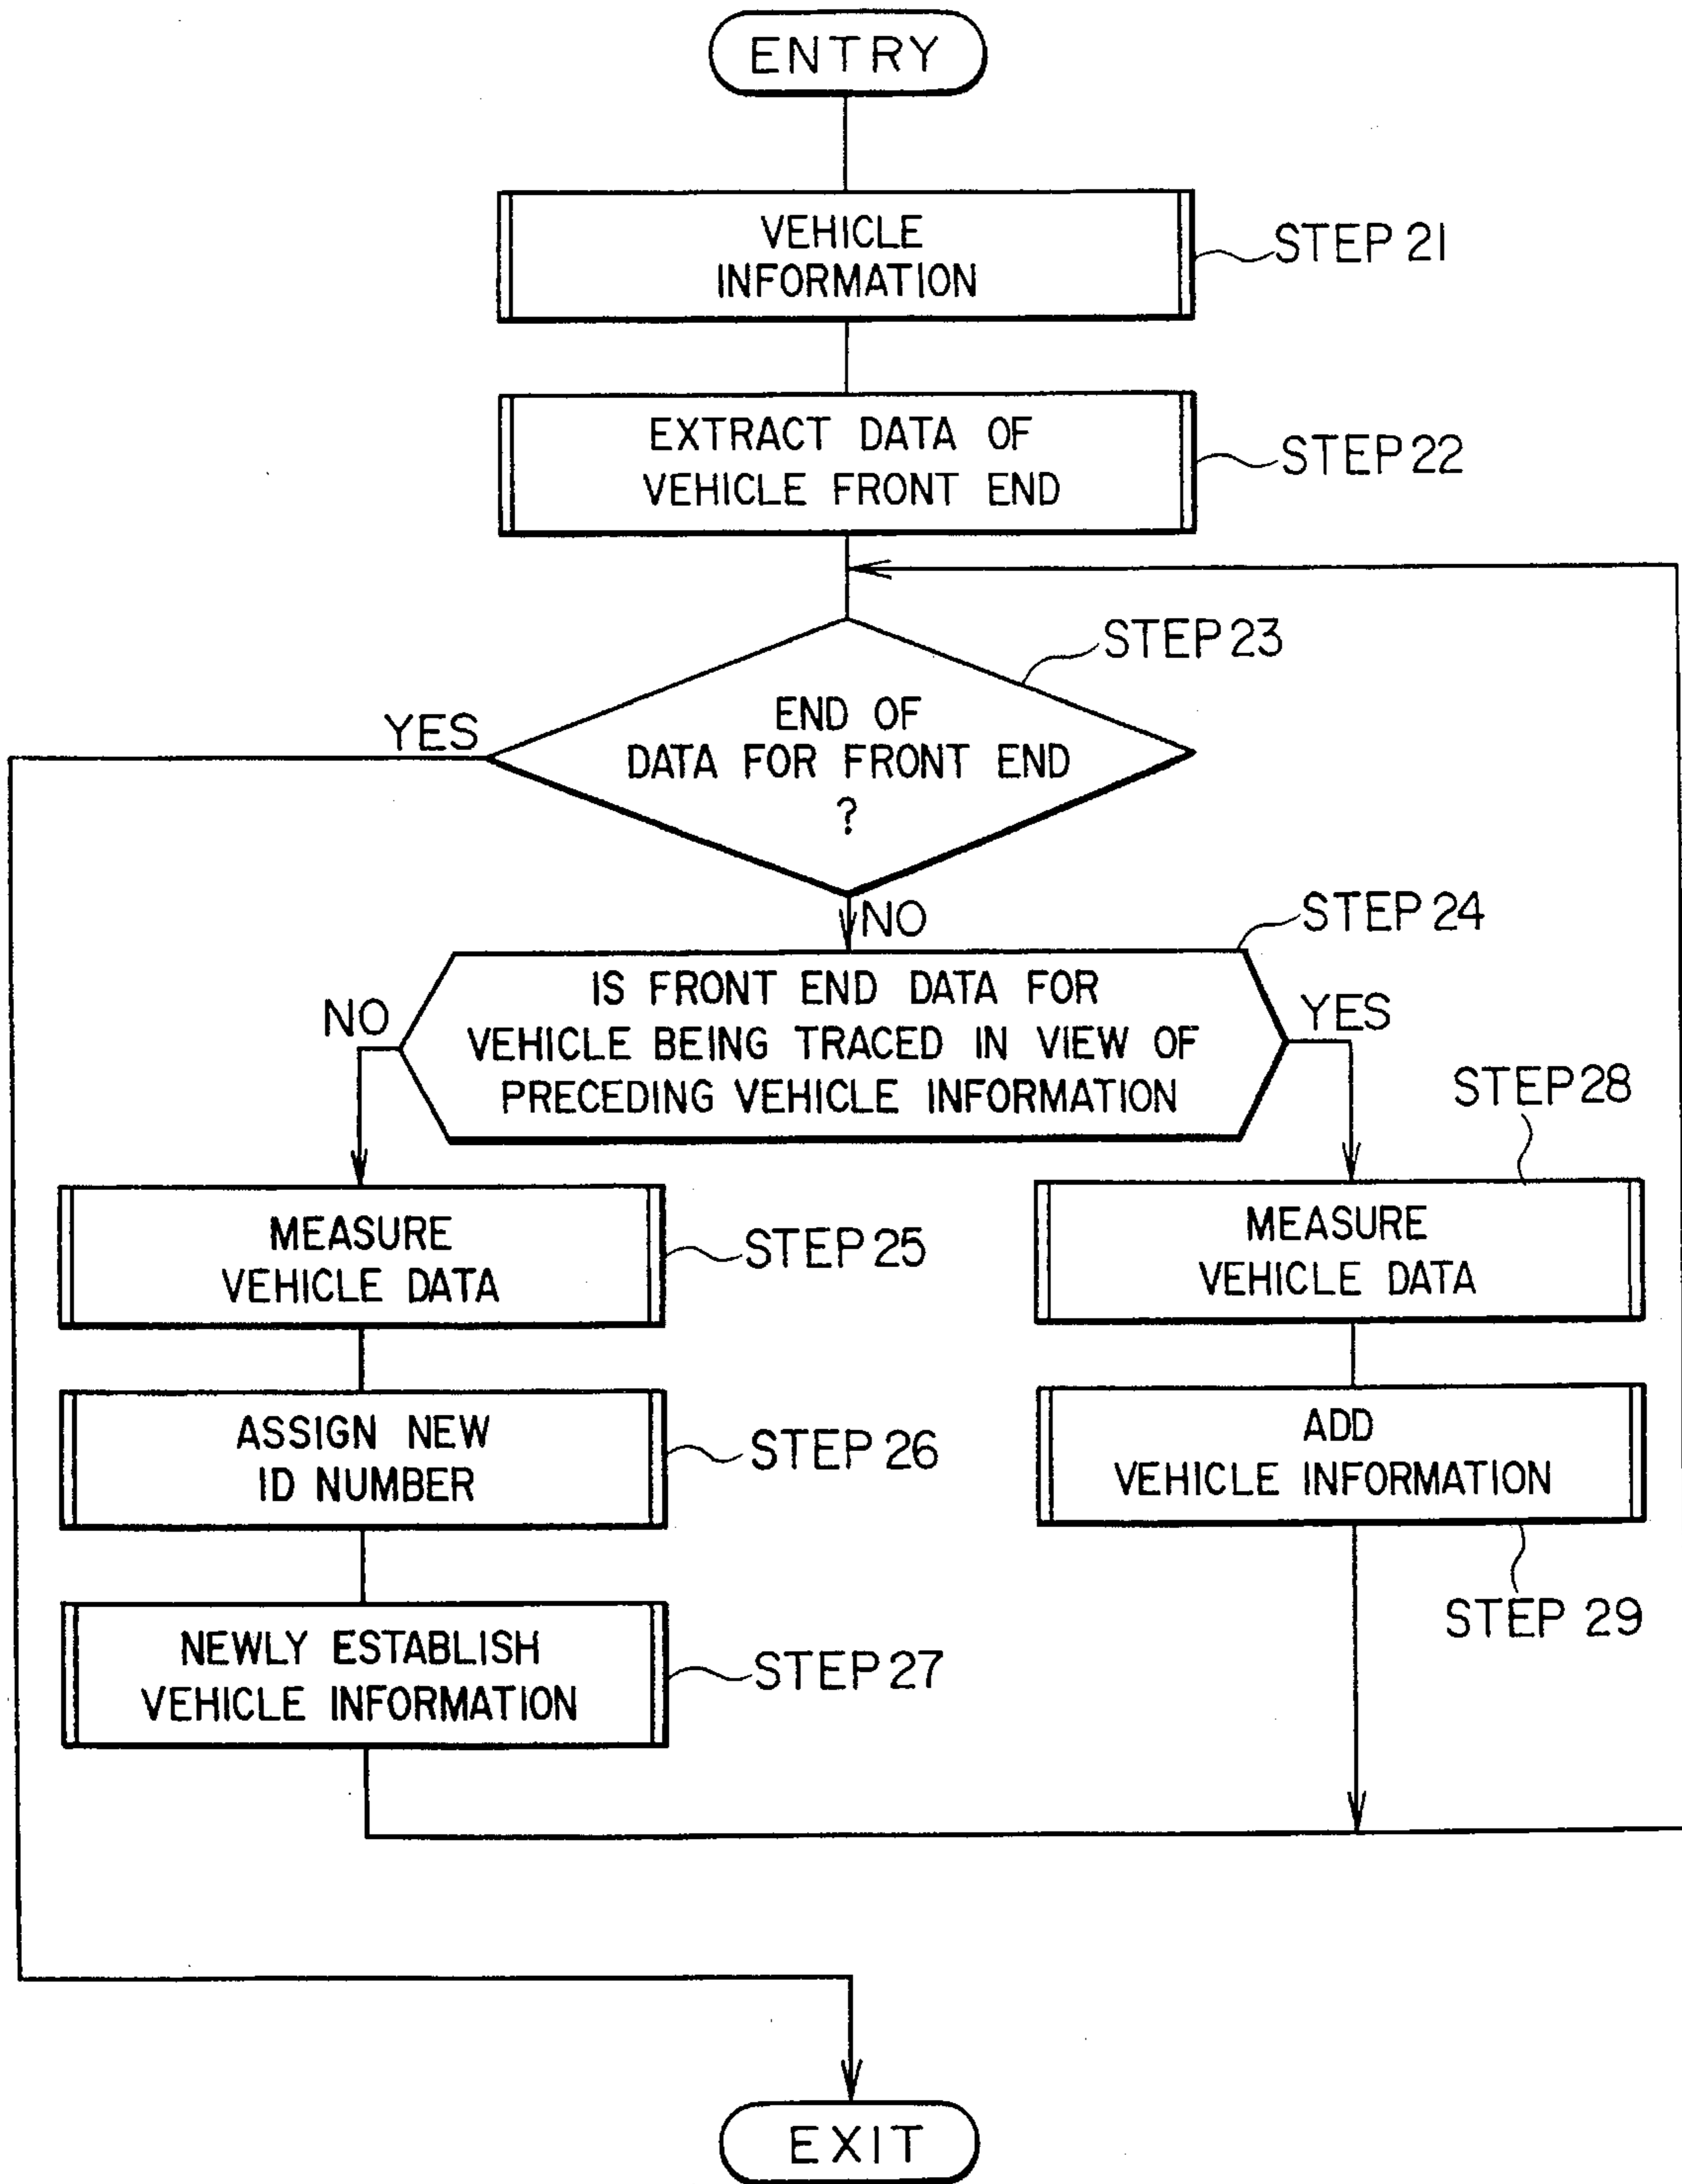 ENTRY
VEHICLE
INFORMATION
STEP 21
EXTRACT DATA OF
VEHICLE FRONT END
STEP 22
STEP 23
YES
END OF
DATA FOR FRONT END
?
NO
STEP 24
NO
IS FRONT END DATA FOR
VEHICLE BEING TRACED IN VIEW OF
PRECEDING VEHICLE INFORMATION
YES
STEP 28
MEASURE
VEHICLE DATA
STEP 25
MEASURE
VEHICLE DATA
ASSIGN NEW
ID NUMBER
STEP 26
ADD
VEHICLE INFORMATION
STEP 29
NEWLY ESTABLISH
VEHICLE INFORMATION
STEP 27
EXIT